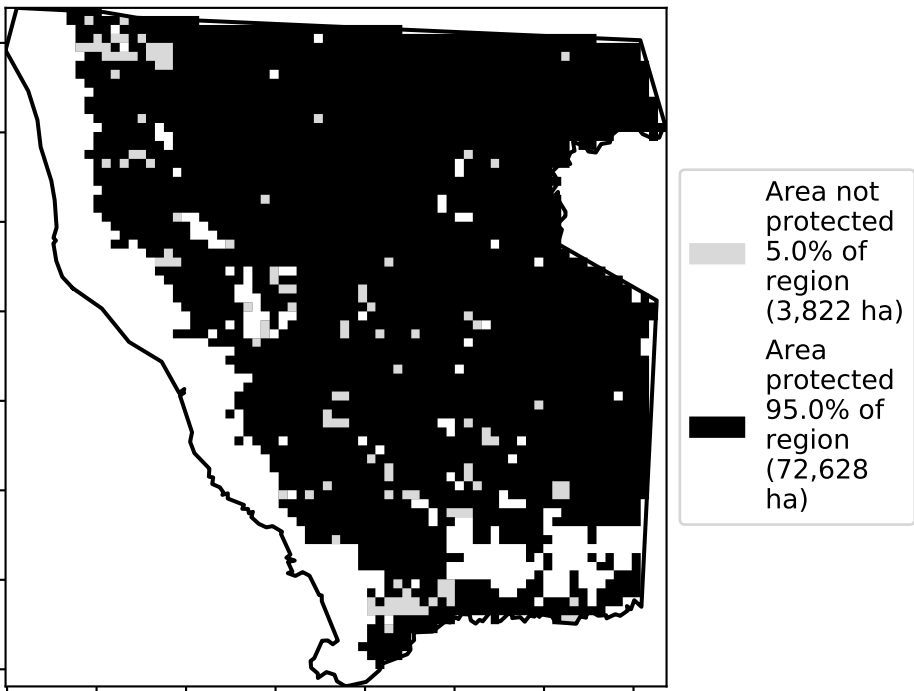 Area not
protected
5.0% of
region
(3,822 ha)
Area
protected
95.0% of
region
(72,628
ha)